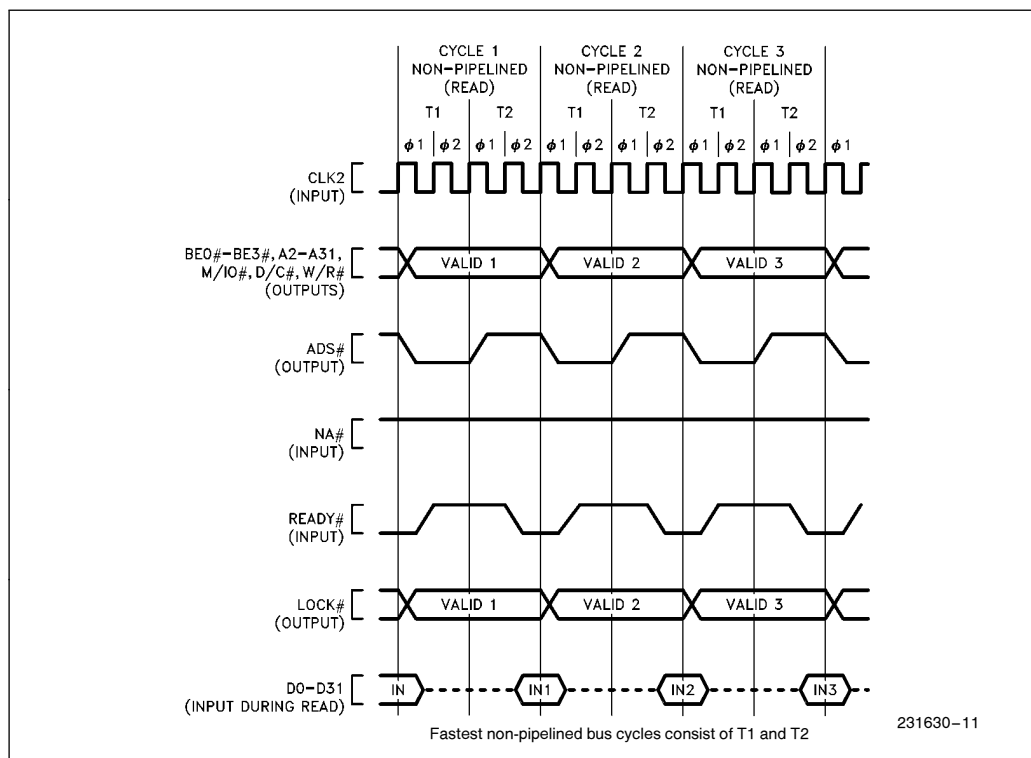 CYCLE 1 CYCLE 2 CYCLE 3
NON-PIPELINED NON-PIPELINED NON-PIPELINED
(READ) (READ) (READ)
T1 T2 T1 T2 T1 T2
ϕ1 ϕ2 ϕ1 ϕ2 ϕ1 ϕ2 ϕ1 ϕ2 ϕ1 ϕ2 ϕ1 ϕ2 ϕ1
CLK2
(INPUT)
BE0#-BE3#,A2-A31,
M/IO#,D/C#,W/R#
(OUTPUTS)
VALID 1 VALID 2 VALID 3
ADS#
(OUTPUT)
NA#
(INPUT)
READY#
(INPUT)
LOCK#
(OUTPUT)
VALID 1 VALID 2 VALID 3
D0-D31
(INPUT DURING READ)
IN IN1 IN2 IN3
231630-11
Fastest non-pipelined bus cycles consist of T1 and T2